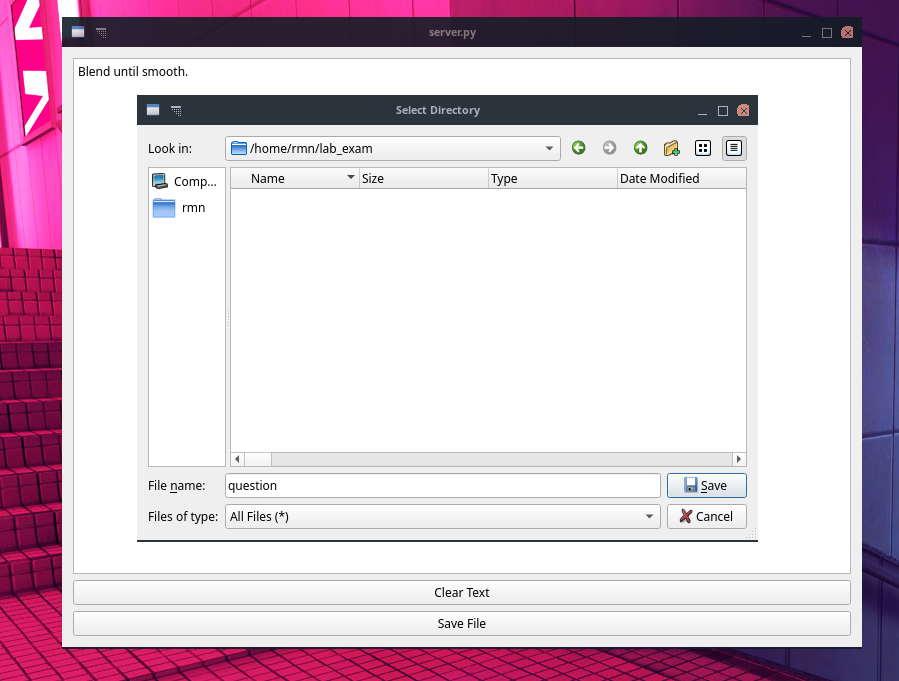 server.py
Blend until smooth.
Select Directory
Look in: /home/rmn/lab_exam
Comp...
rmn
Name Size Type Date Modified
File name: question Save
Files of type: All Files (*) Cancel
Clear Text
Save File